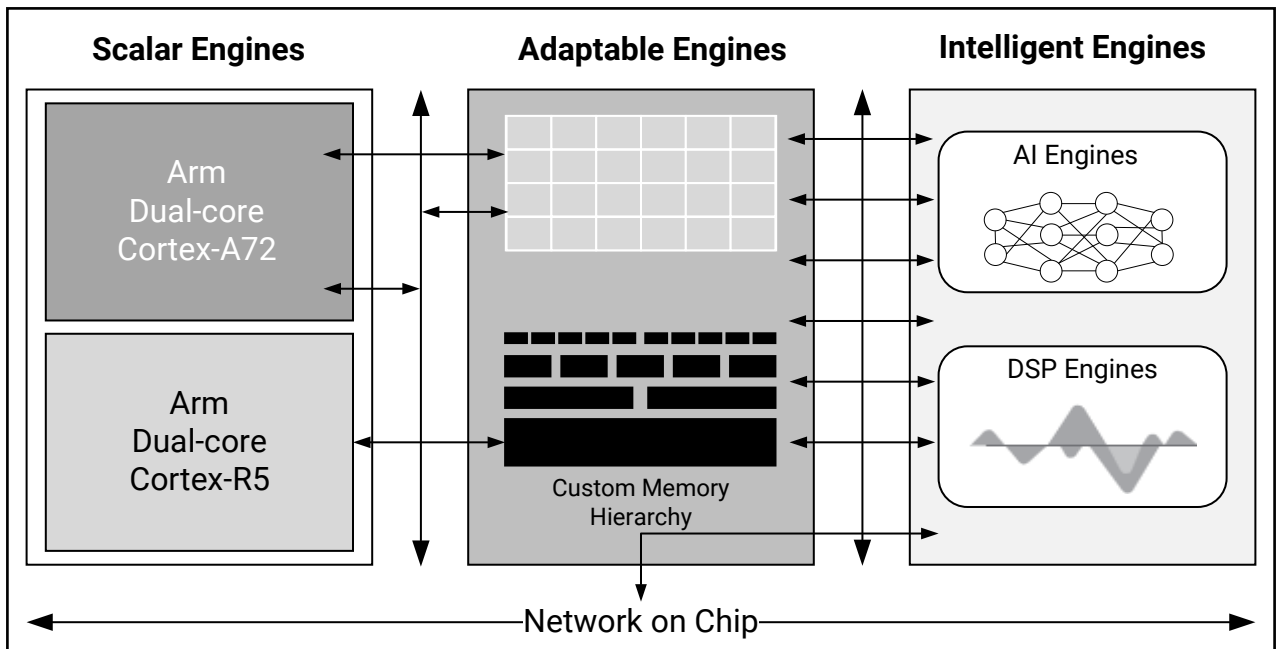 Scalar Engines
Adaptable Engines
Intelligent Engines
Arm
Dual-core
Cortex-A72
Arm
Dual-core
Cortex-R5
Custom Memory
Hierarchy
AI Engines
DSP Engines
Network on Chip